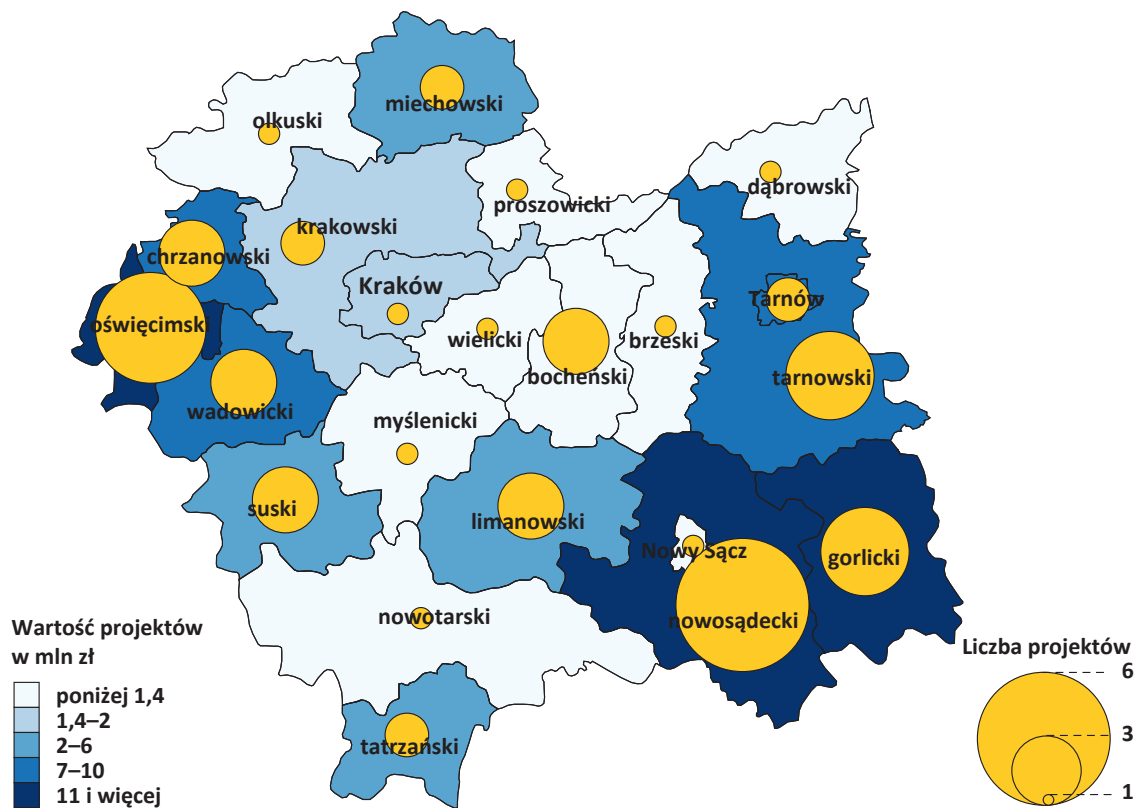 miechowski
olkuski
dąbrowski
proszowicki
krakowski
chrzanowski
Kraków
Tarnów
oświęcimsk
wielicki
brzeski
bocheński
tarnowski
wadowicki
myślenicki
suski
limanowski
Nowy Sącz
gorlicki
nowotarski
nowosądecki
tatrzański
Wartość projektów
w mln zł
poniżej 1,4
1,4–2
2–6
7–10
11 i więcej
Liczba projektów
6
3
1